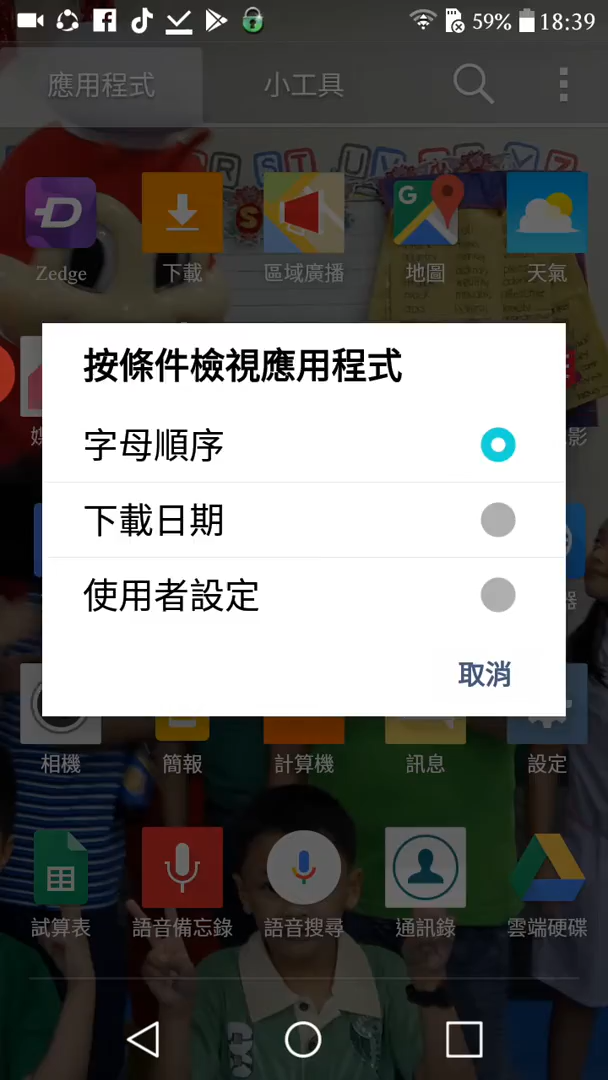 59% 18:39
應用程式 小工具
Zedge 下載 區域廣播 地圖 天氣
按條件檢視應用程式
字母順序
下載日期
使用者設定
取消
相機 簡報 計算機 訊息 設定
試算表 語音備忘錄 語音搜尋 通訊錄 雲端硬碟